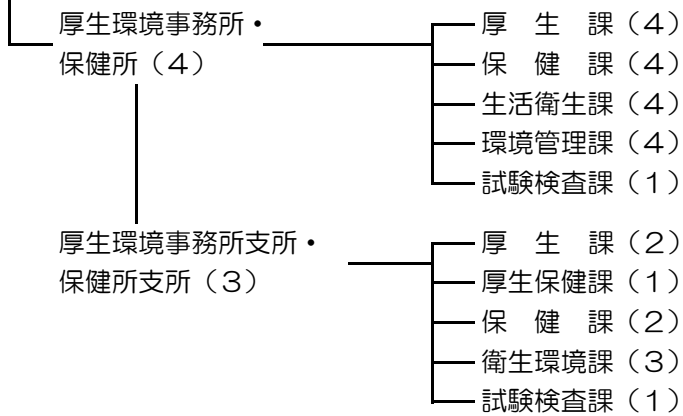 厚生環境事務所・
保健所（４）
厚　生　課（４）
保　健　課（４）
生活衛生課（４）
環境管理課（４）
試験検査課（１）
厚生環境事務所支所・
保健所支所（３）
厚　生　課（２）
厚生保健課（１）
保　健　課（２）
衛生環境課（３）
試験検査課（１）